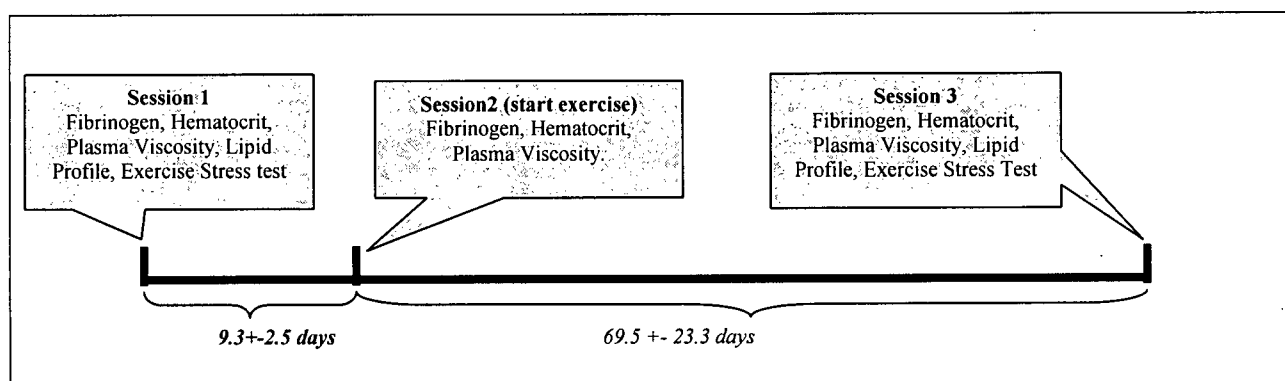 Session 1
Fibrinogen, Hematocrit,
Plasma Viscosity, Lipid
Profile, Exercise Stress test
Session2 (start exercise)
Fibrinogen, Hematocrit,
Plasma Viscosity.
Session 3
Fibrinogen, Hematocrit,
Plasma Viscosity, Lipid
Profile, Exercise Stress Test
9.3+-2.5 days
69.5 +- 23.3 days